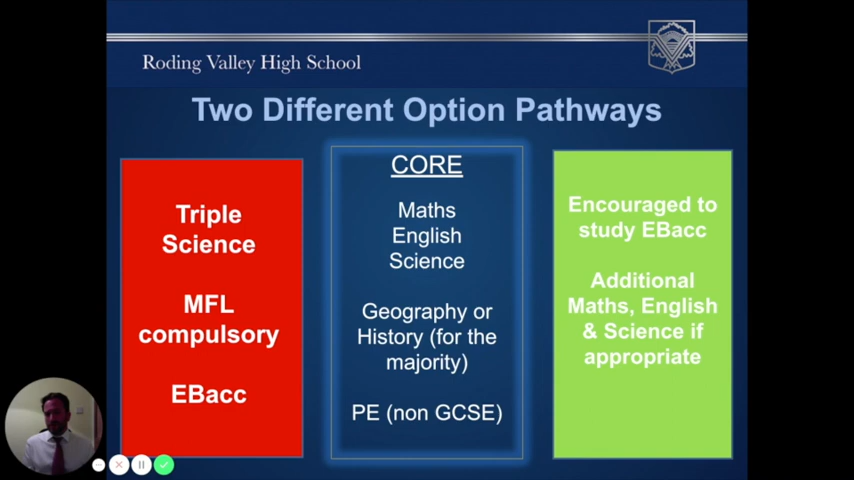 Roding Valley High School
Two Different Option Pathways
Triple
Science
MFL
compulsory
EBacc
CORE
Maths
English
Science
Geography or
History (for the
majority)
PE (non GCSE)
Encouraged to
study EBacc
Additional
Maths, English
& Science if
appropriate